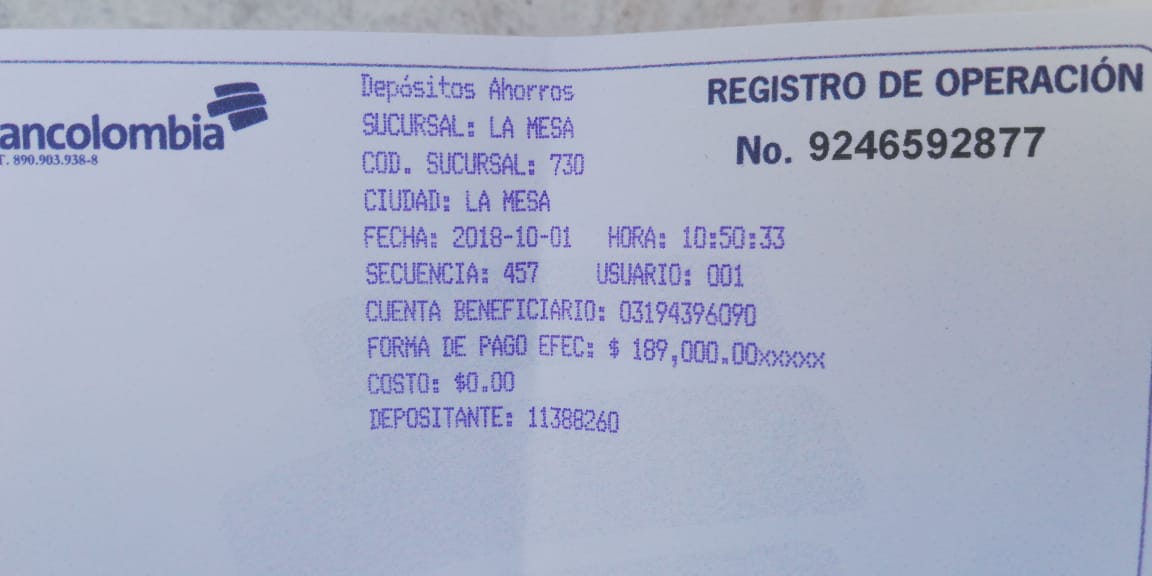 ancolombia
T. 890.903.938-8
Depósitos Ahorros
SUCURSAL: LA MESA
COD. SUCURSAL: 730
CIUDAD: LA MESA
FECHA: 2018-10-01 HORA: 10:50:33
SECUENCIA: 457 USUARIO: 001
CUENTA BENEFICIARIO: 03194396090
FORMA DE PAGO EFEC: $ 189,000.00xxxxx
COSTO: $0.00
DEPOSITANTE: 11388260
REGISTRO DE OPERACIÓN
No. 9246592877